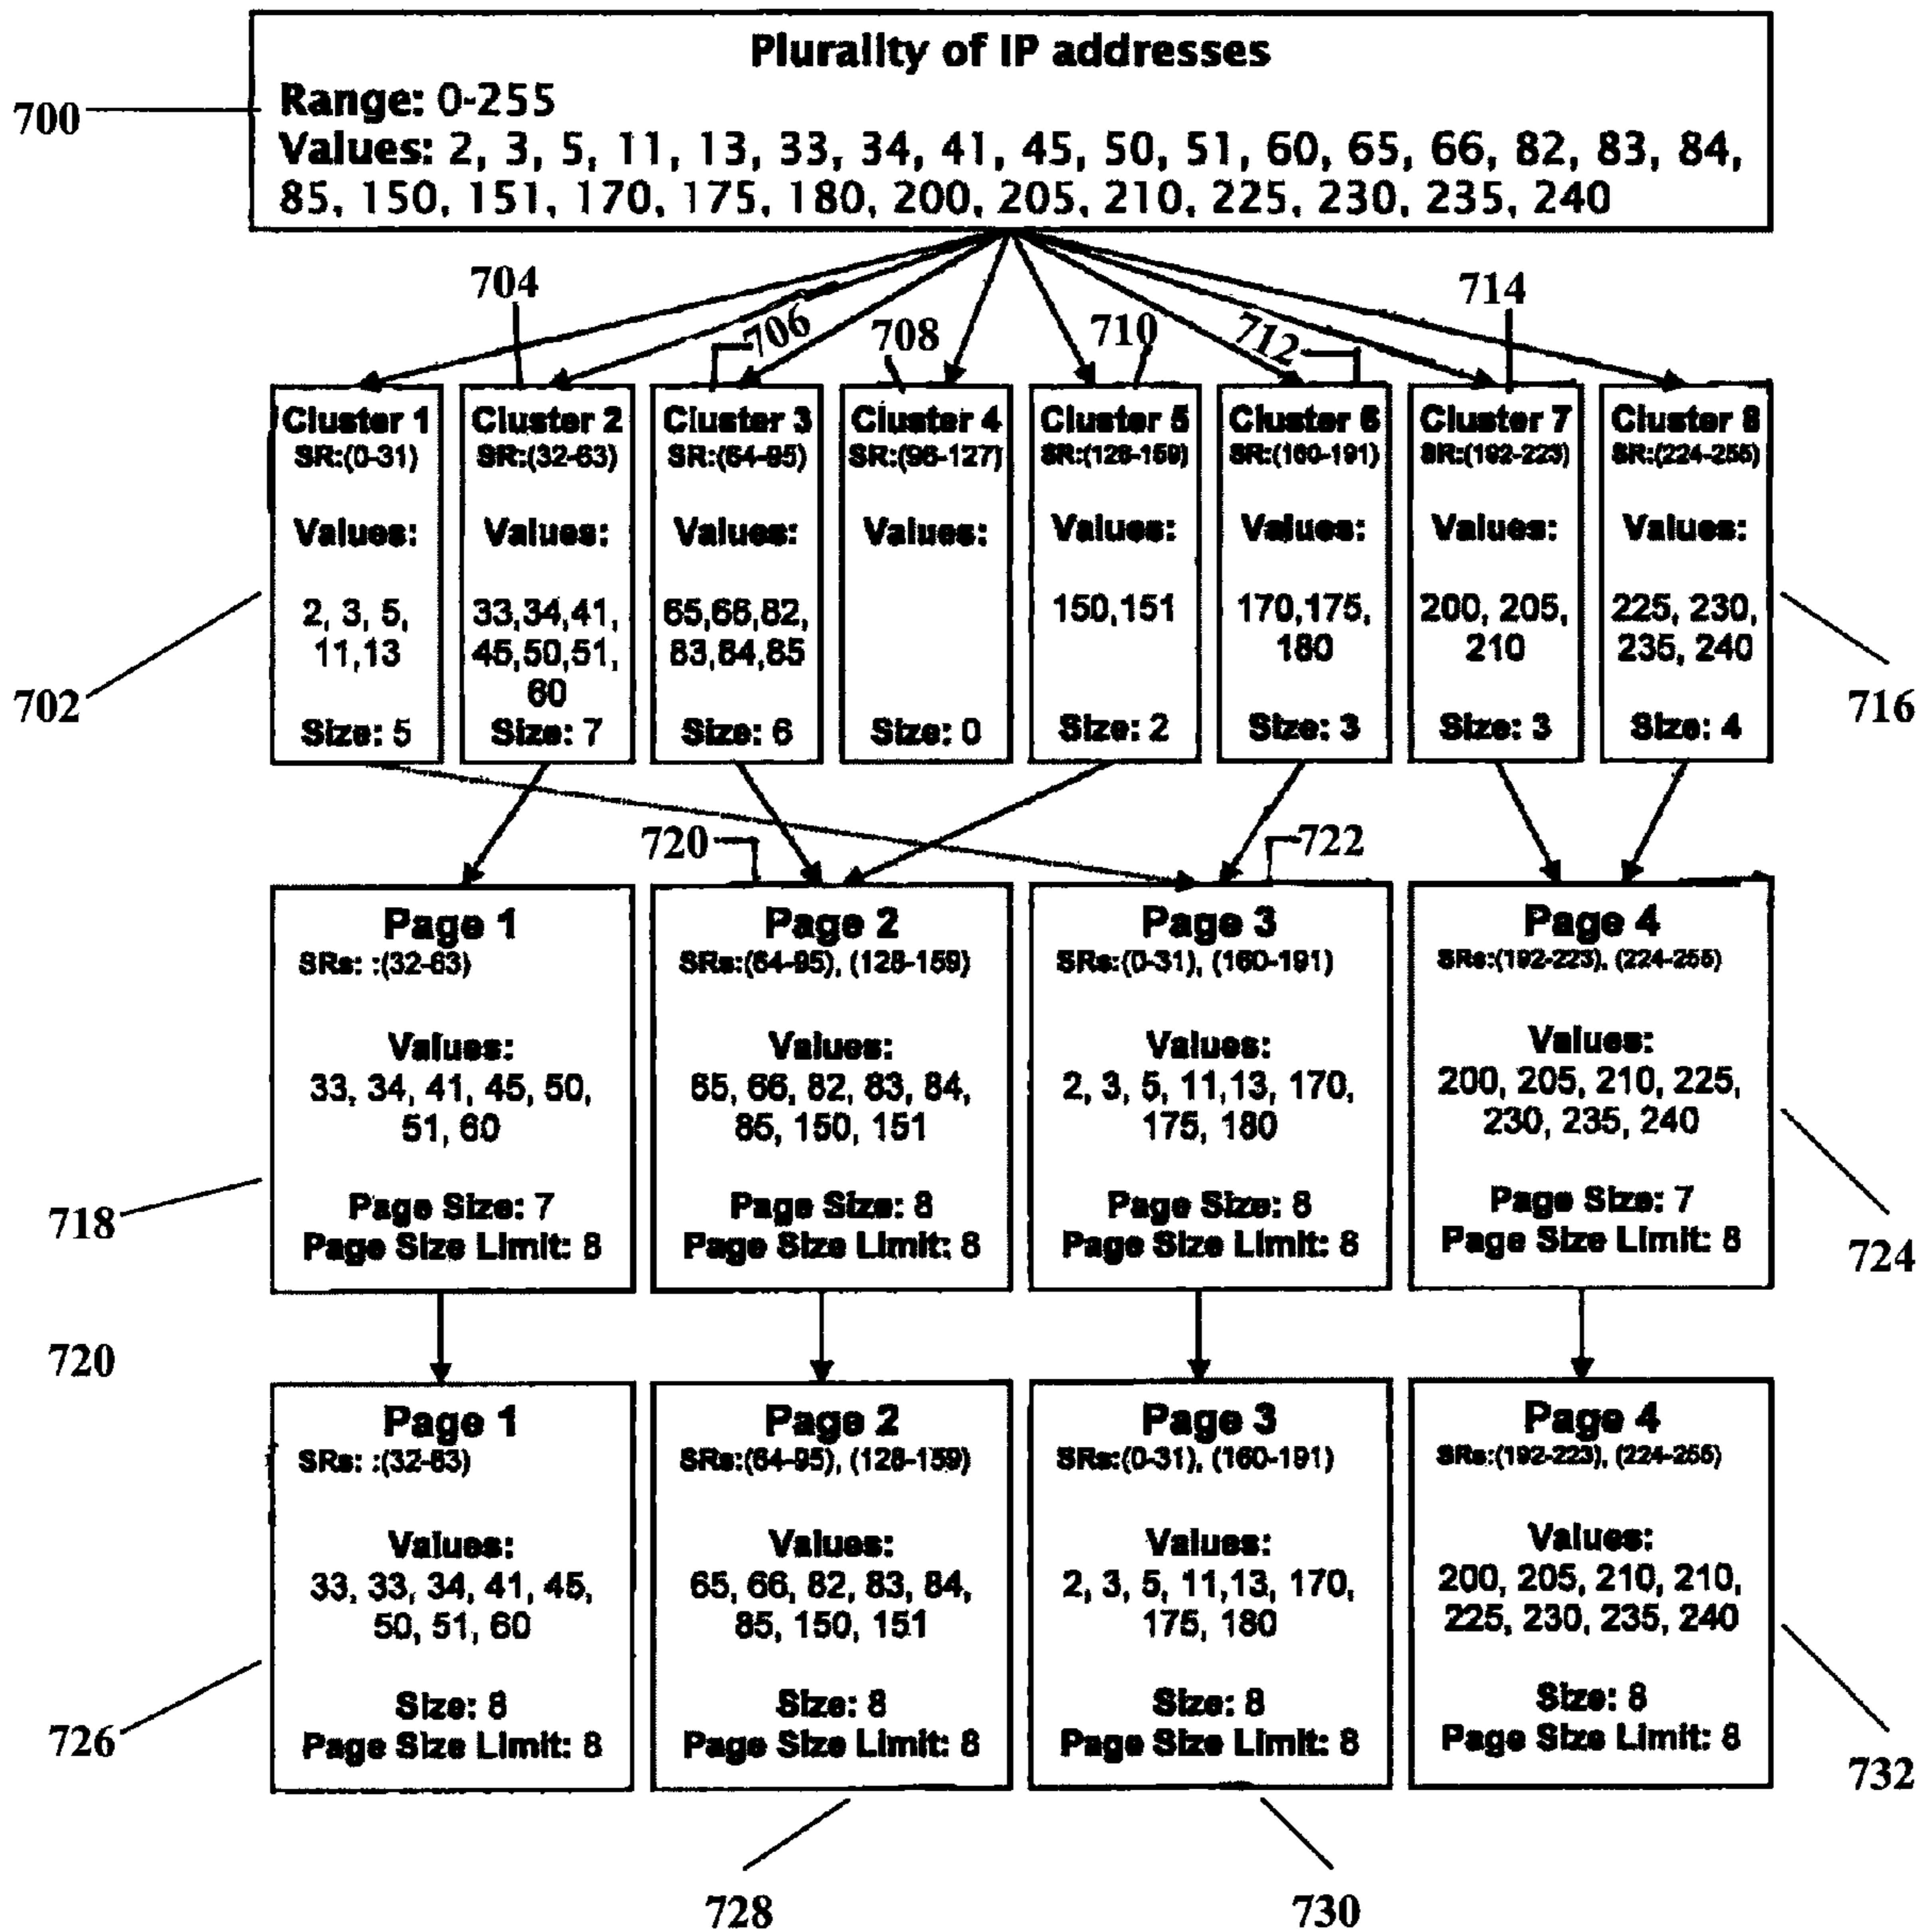 Plurality of IP addresses
700
Range: 0-255
Values: 2, 3, 5, 11, 13, 33, 34, 41, 45, 50, 51, 60, 65, 66, 82, 83, 84,
85, 150, 151, 170, 175, 180, 200, 205, 210, 225, 230, 235, 240
704
706
708
710
712
714
Cluster 1
SR:(0-31)
Values:
2, 3, 5,
11,13
Size: 5
Cluster 2
SR:(32-63)
Values:
33,34,41,
45,50,51,
60
Size: 7
Cluster 3
SR:(64-95)
Values:
65,66,82,
83,84,85
Size: 6
Cluster 4
SR:(96-127)
Values:
Size: 0
Cluster 5
SR:(128-159)
Values:
150,151
Size: 2
Cluster 6
SR:(160-191)
Values:
170,175,
180
Size: 3
Cluster 7
SR:(192-223)
Values:
200, 205,
210
Size: 3
Cluster 8
SR:(224-255)
Values:
225, 230,
235, 240
Size: 4
702
716
720
722
Page 1
SRs: :(32-63)
Values:
33, 34, 41, 45, 50,
51, 60
Page Size: 7
Page Size Limit: 8
Page 2
SRs:(64-95), (128-159)
Values:
65, 66, 82, 83, 84,
85, 150, 151
Page Size: 8
Page Size Limit: 8
Page 3
SRs:(0-31), (160-191)
Values:
2, 3, 5, 11,13, 170,
175, 180
Page Size: 8
Page Size Limit: 8
Page 4
SRs:(192-223), (224-255)
Values:
200, 205, 210, 225,
230, 235, 240
Page Size: 7
Page Size Limit: 8
718
724
720
Page 1
SRs: :(32-63)
Values:
33, 33, 34, 41, 45,
50, 51, 60
Size: 8
Page Size Limit: 8
Page 2
SRs:(64-95), (128-159)
Values:
65, 66, 82, 83, 84,
85, 150, 151
Size: 8
Page Size Limit: 8
Page 3
SRs:(0-31), (160-191)
Values:
2, 3, 5, 11,13, 170,
175, 180
Size: 8
Page Size Limit: 8
Page 4
SRs:(192-223), (224-255)
Values:
200, 205, 210, 210,
225, 230, 235, 240
Size: 8
Page Size Limit: 8
726
732
728
730